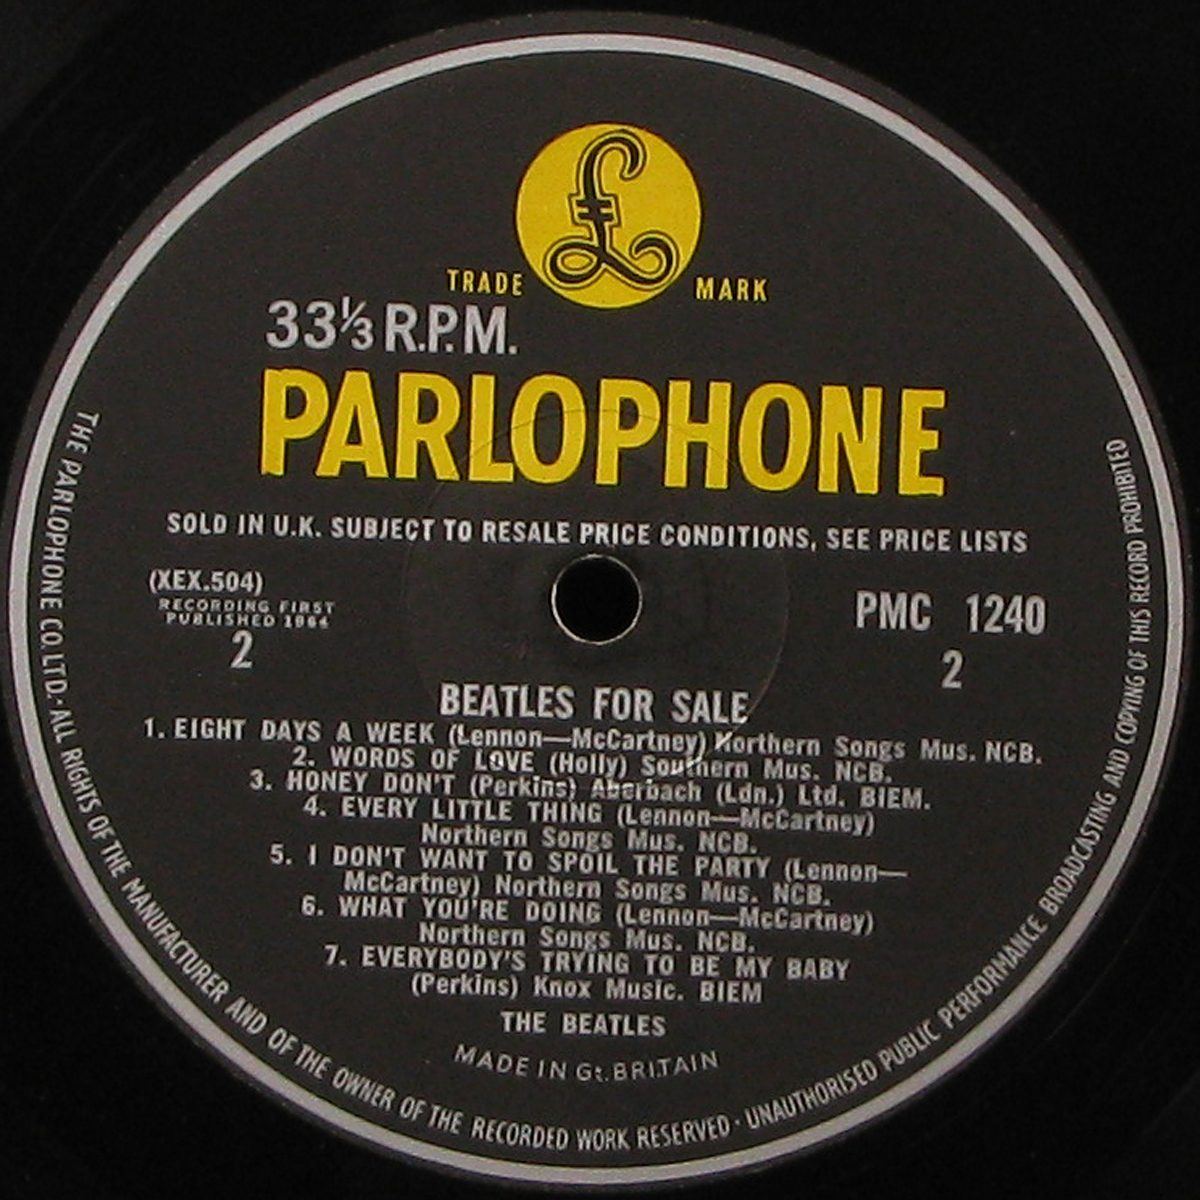 £
TRADE MARK
33⅓ R.P.M.
PARLOPHONE
SOLD IN U.K. SUBJECT TO RESALE PRICE CONDITIONS, SEE PRICE LISTS
(XEX.504)
RECORDING FIRST
PUBLISHED 1964
2
PMC 1240
2
BEATLES FOR SALE
1. EIGHT DAYS A WEEK (Lennon—McCartney) Northern Songs Mus. NCB.
2. WORDS OF LOVE (Holly) Southern Mus. NCB.
3. HONEY DON'T (Perkins) Aberbach (Ldn.) Ltd. BIEM.
4. EVERY LITTLE THING (Lennon—McCartney)
Northern Songs Mus. NCB.
5. I DON'T WANT TO SPOIL THE PARTY (Lennon—
McCartney) Northern Songs Mus. NCB.
6. WHAT YOU'RE DOING (Lennon—McCartney)
Northern Songs Mus. NCB.
7. EVERYBODY'S TRYING TO BE MY BABY
(Perkins) Knox Music. BIEM
THE BEATLES
MADE IN Gt. BRITAIN
THE PARLOPHONE CO. LTD. · ALL RIGHTS OF THE MANUFACTURER AND OF THE OWNER OF THE RECORDED WORK RESERVED · UNAUTHORISED PUBLIC PERFORMANCE BROADCASTING AND COPYING OF THIS RECORD PROHIBITED